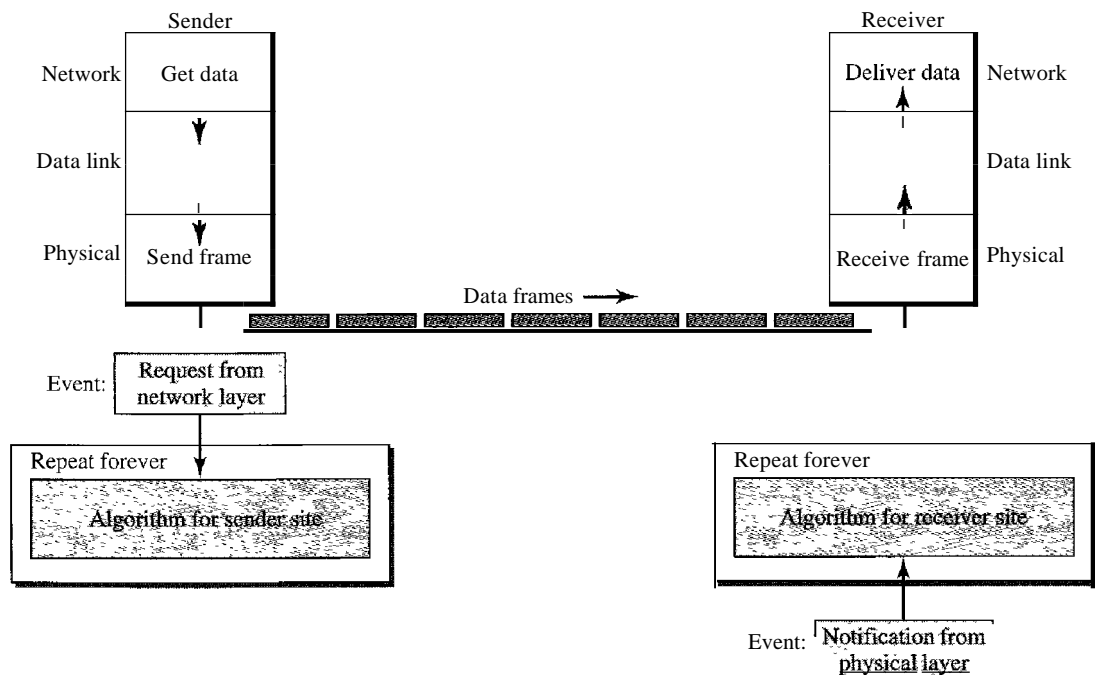 Sender
Receiver
Network
Get data
Deliver data
Network
Data link
Data link
Physical
Send frame
Receive frame
Physical
Data frames
Event:
Request from
network layer
Repeat forever
Algorithm for sender site
Repeat forever
Algorithm for receiver site
Event:
Notification from
physical layer